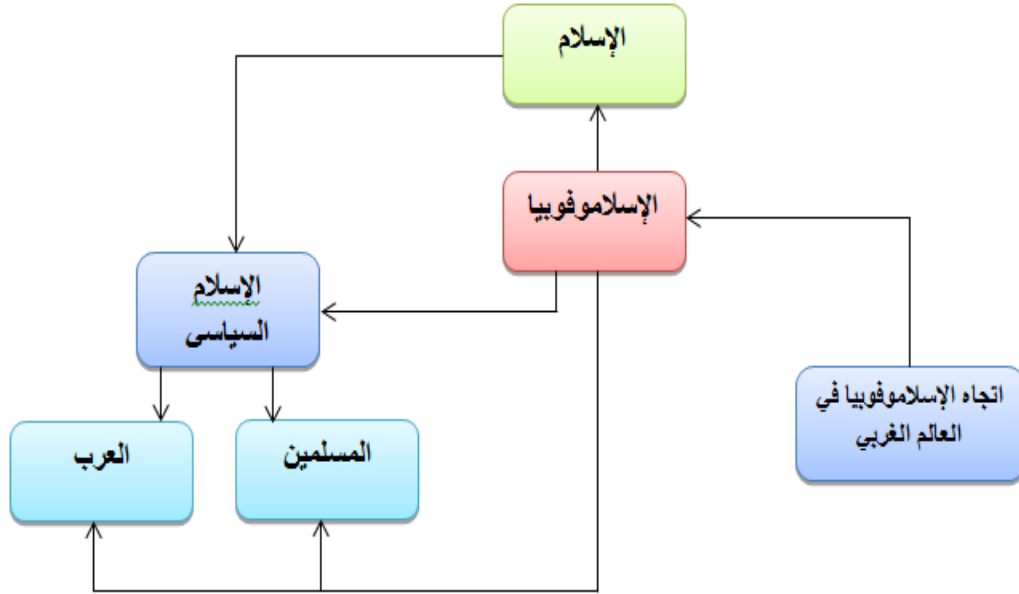 الإسلام
الإسلاموفوبيا
الإسلام
السياسى
اتجاه الإسلاموفوبيا في
العالم الغربي
المسلمين
العرب